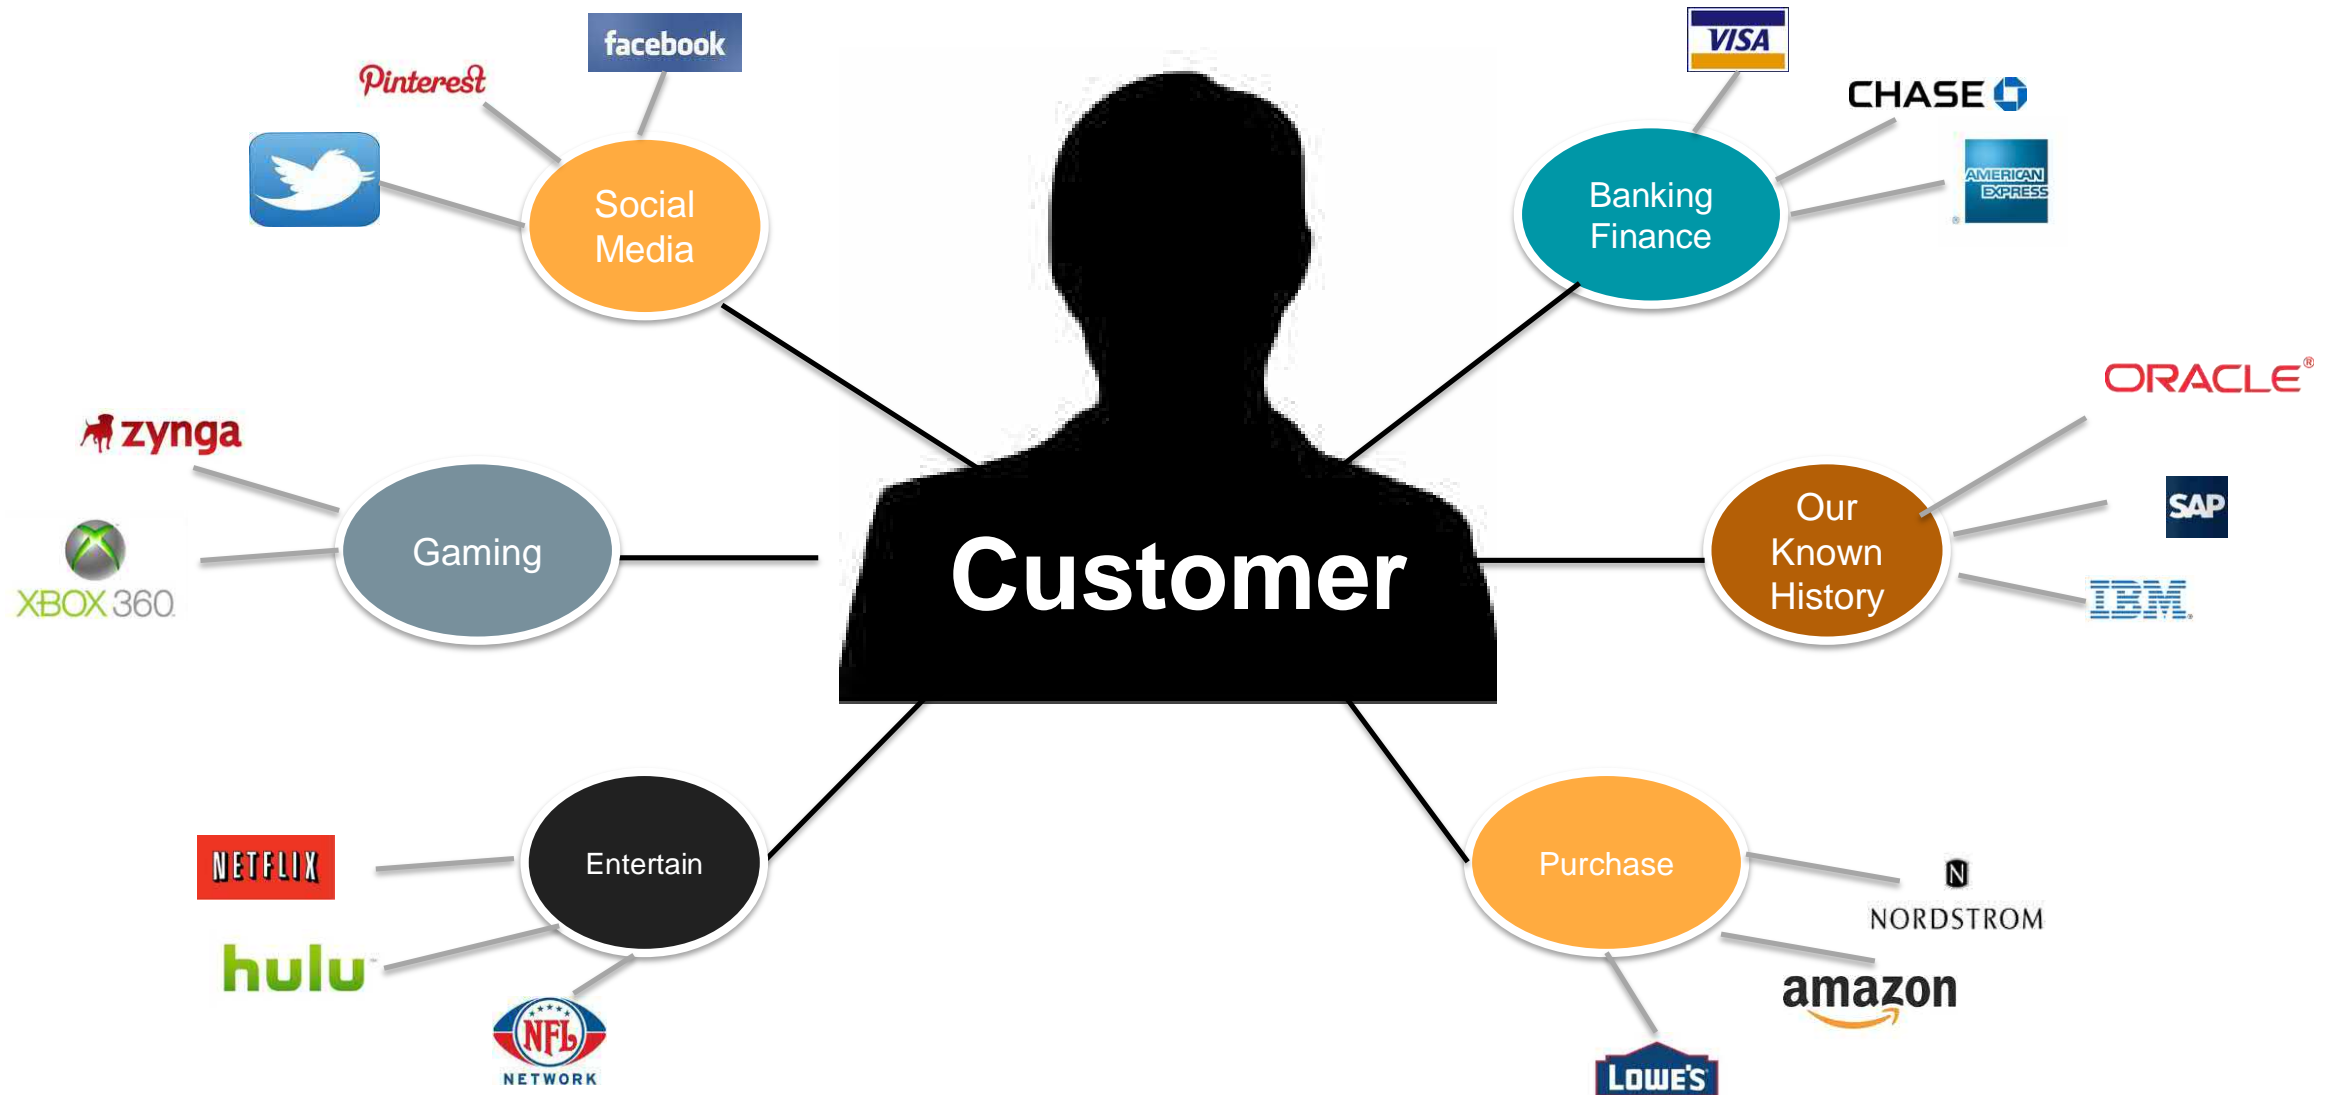 facebook
Pinterest
Social
Media
VISA
CHASE
AMERICAN
EXPRESS
®
Banking
Finance
zynga
XBOX 360
Gaming
Customer
ORACLE®
SAP
IBM®
Our
Known
History
NETFLIX
hulu™
NFL
NETWORK
Entertain
Purchase
N
NORDSTROM
amazon
LOWE'S